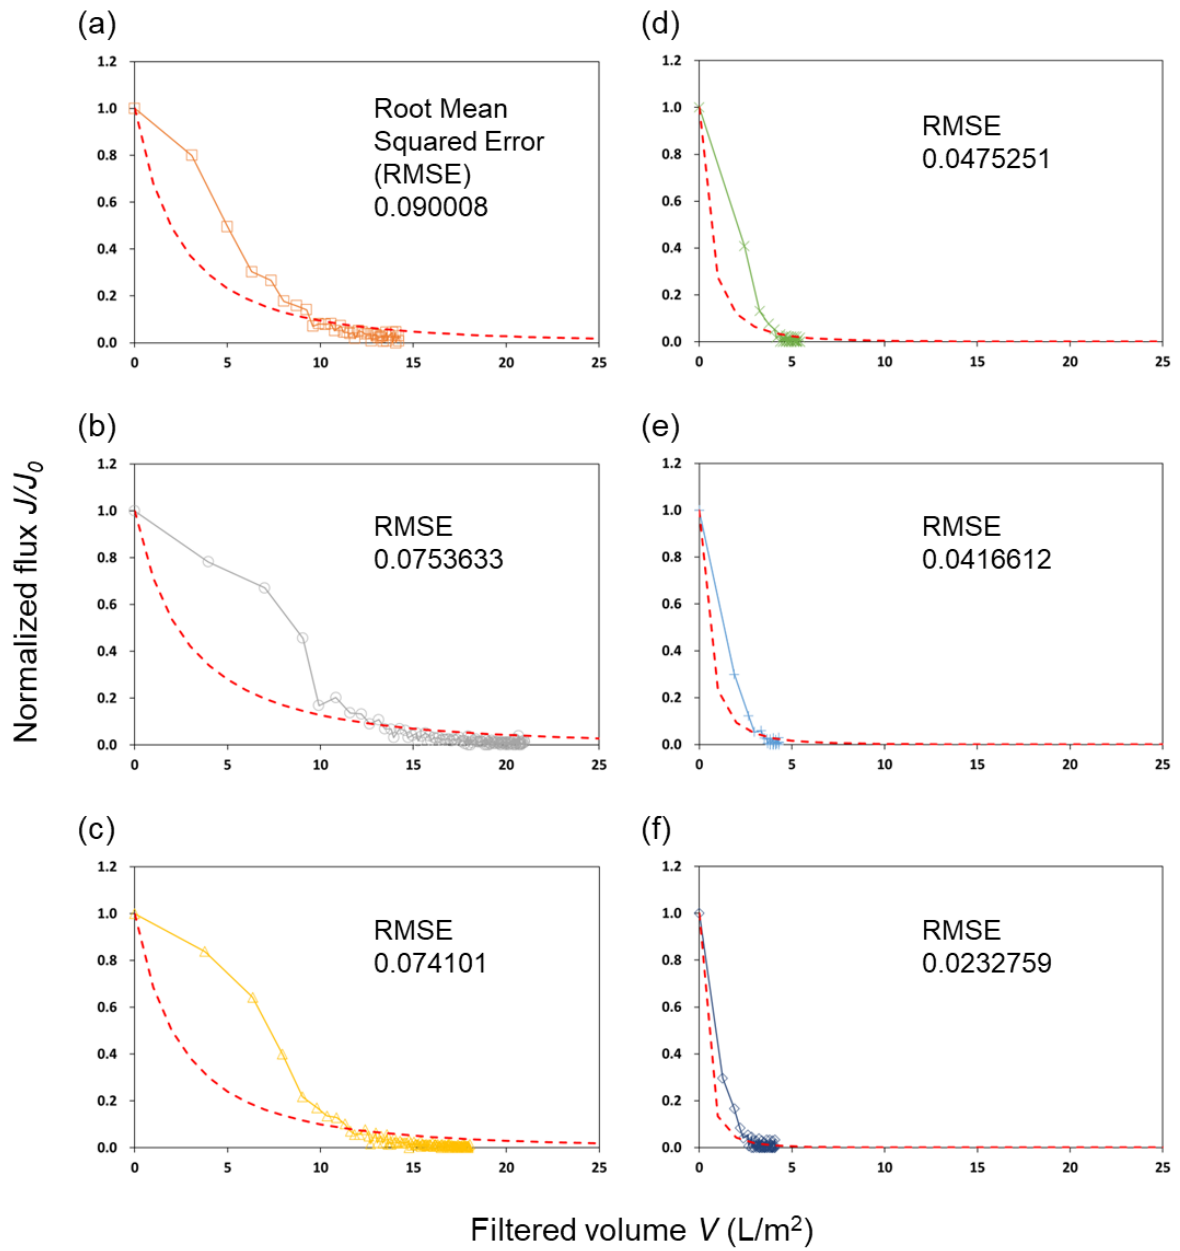 (a)
1.2
1.0
0.8
0.6
0.4
0.2
0.0
0 5 10 15 20 25
Root Mean
Squared Error
(RMSE)
0.090008
(d)
1.2
1.0
0.8
0.6
0.4
0.2
0.0
0 5 10 15 20 25
RMSE
0.0475251
(b)
1.2
1.0
0.8
0.6
0.4
0.2
0.0
0 5 10 15 20 25
RMSE
0.0753633
(e)
1.2
1.0
0.8
0.6
0.4
0.2
0.0
0 5 10 15 20 25
RMSE
0.0416612
(c)
1.2
1.0
0.8
0.6
0.4
0.2
0.0
0 5 10 15 20 25
RMSE
0.074101
(f)
1.2
1.0
0.8
0.6
0.4
0.2
0.0
0 5 10 15 20 25
RMSE
0.0232759
Normalized flux J/J₀
Filtered volume V (L/m²)